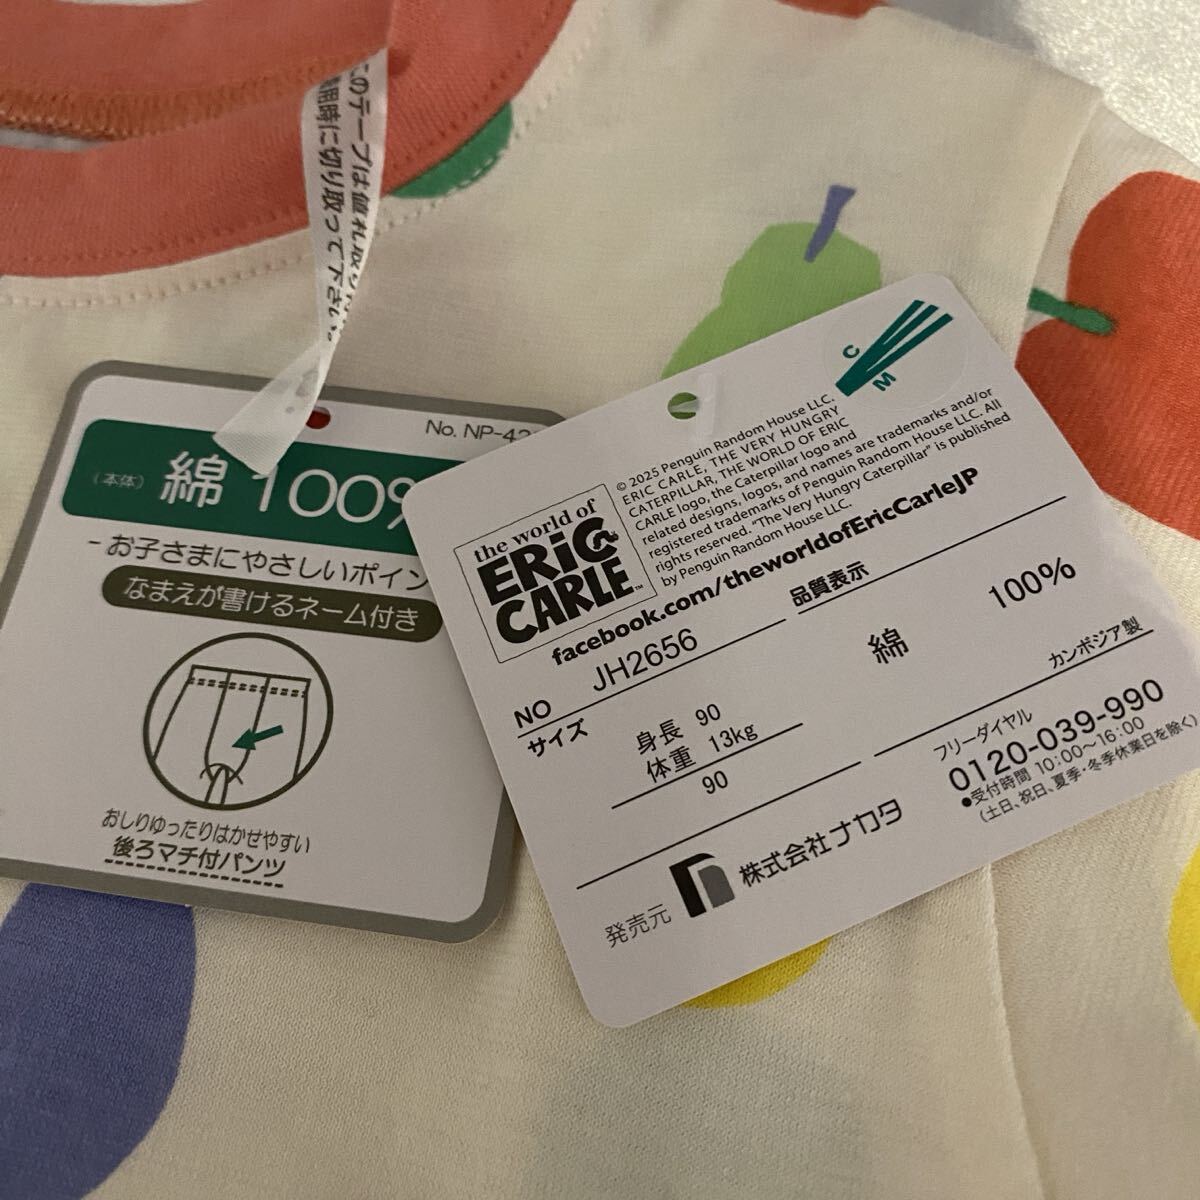 このテープは値札取り
使用時に切り取って下さい。
No. NP-42
(本体) 綿 100%
- お子さまにやさしいポイン
なまえが書けるネーム付き
おしりゆったりはかせやすい
後ろマチ付パンツ
C
M
the world of
ERiC
CARLE™
© 2025 Penguin Random House LLC.
ERIC CARLE, THE VERY HUNGRY
CATERPILLAR, THE WORLD OF ERIC
CARLE logo, the Caterpillar logo and
related designs, logos, and names are trademarks and/or
registered trademarks of Penguin Random House LLC. All
rights reserved. "The Very Hungry Caterpillar" is published
by Penguin Random House LLC.
facebook.com/theworldofEricCarleJP
NO JH2656
サイズ
身長 90
体重 13kg
90
品質表示
綿 100%
カンボジア製
フリーダイヤル
0120-039-990
●受付時間 10:00〜16:00
(土日、祝日、夏季・冬季休業日を除く)
発売元 株式会社ナカタ